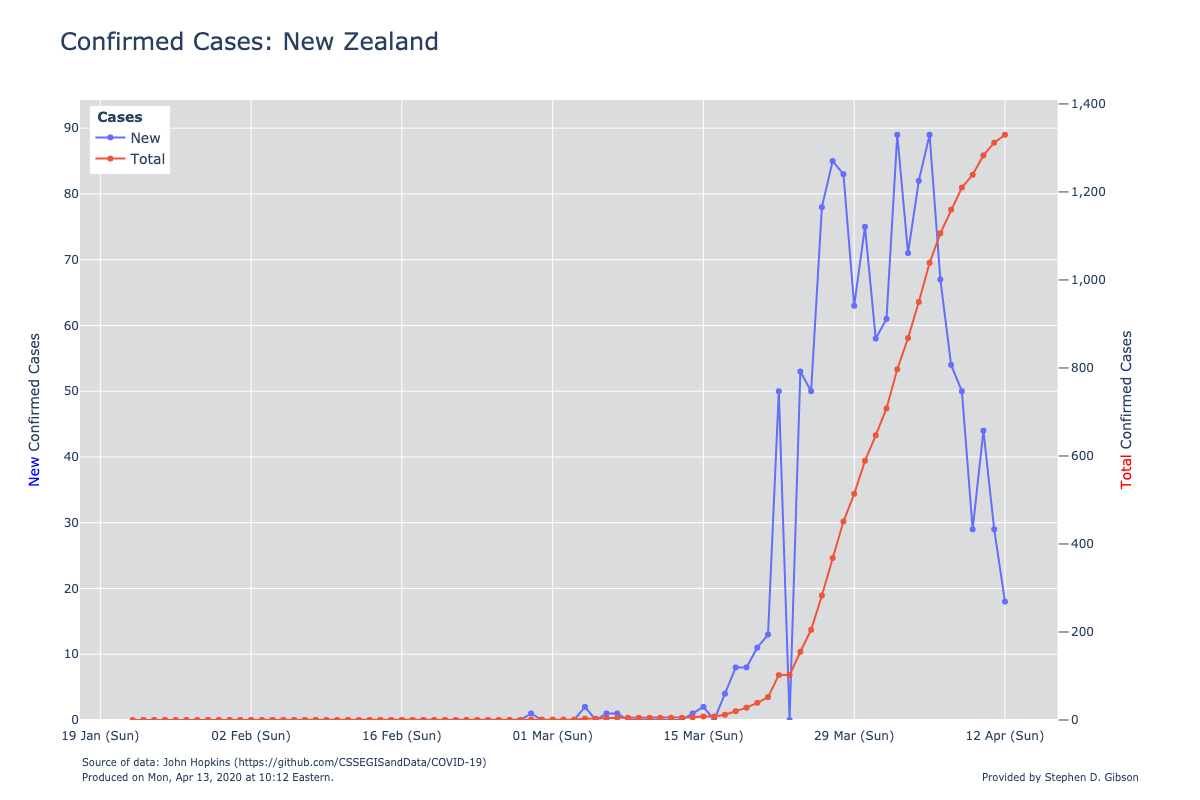 Confirmed Cases: New Zealand
Cases
New
Total
90
80
70
60
50
40
30
20
10
0
New Confirmed Cases
1,400
1,200
1,000
800
600
400
200
0
Total Confirmed Cases
19 Jan (Sun) 02 Feb (Sun) 16 Feb (Sun) 01 Mar (Sun) 15 Mar (Sun) 29 Mar (Sun) 12 Apr (Sun)
Source of data: John Hopkins (https://github.com/CSSEGISandData/COVID-19)
Produced on Mon, Apr 13, 2020 at 10:12 Eastern.
Provided by Stephen D. Gibson